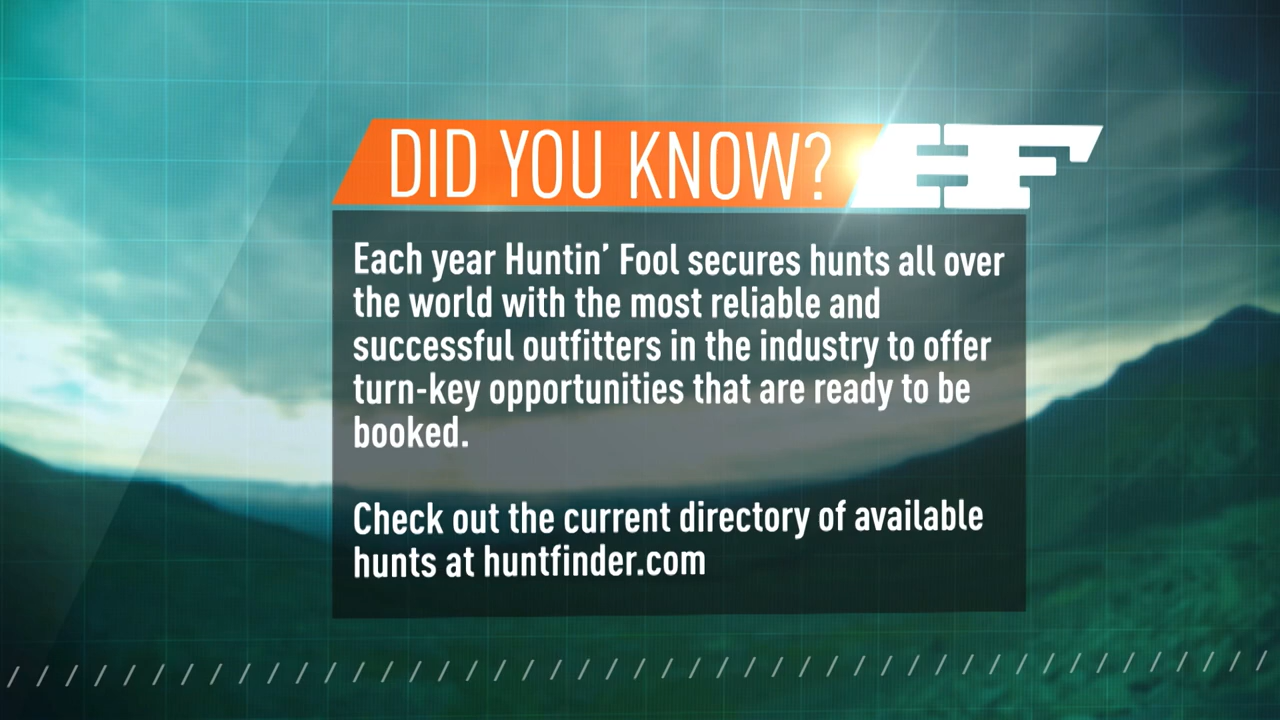 DID YOU KNOW? HF
Each year Huntin' Fool secures hunts all over
the world with the most reliable and
successful outfitters in the industry to offer
turn-key opportunities that are ready to be
booked.
Check out the current directory of available
hunts at huntfinder.com